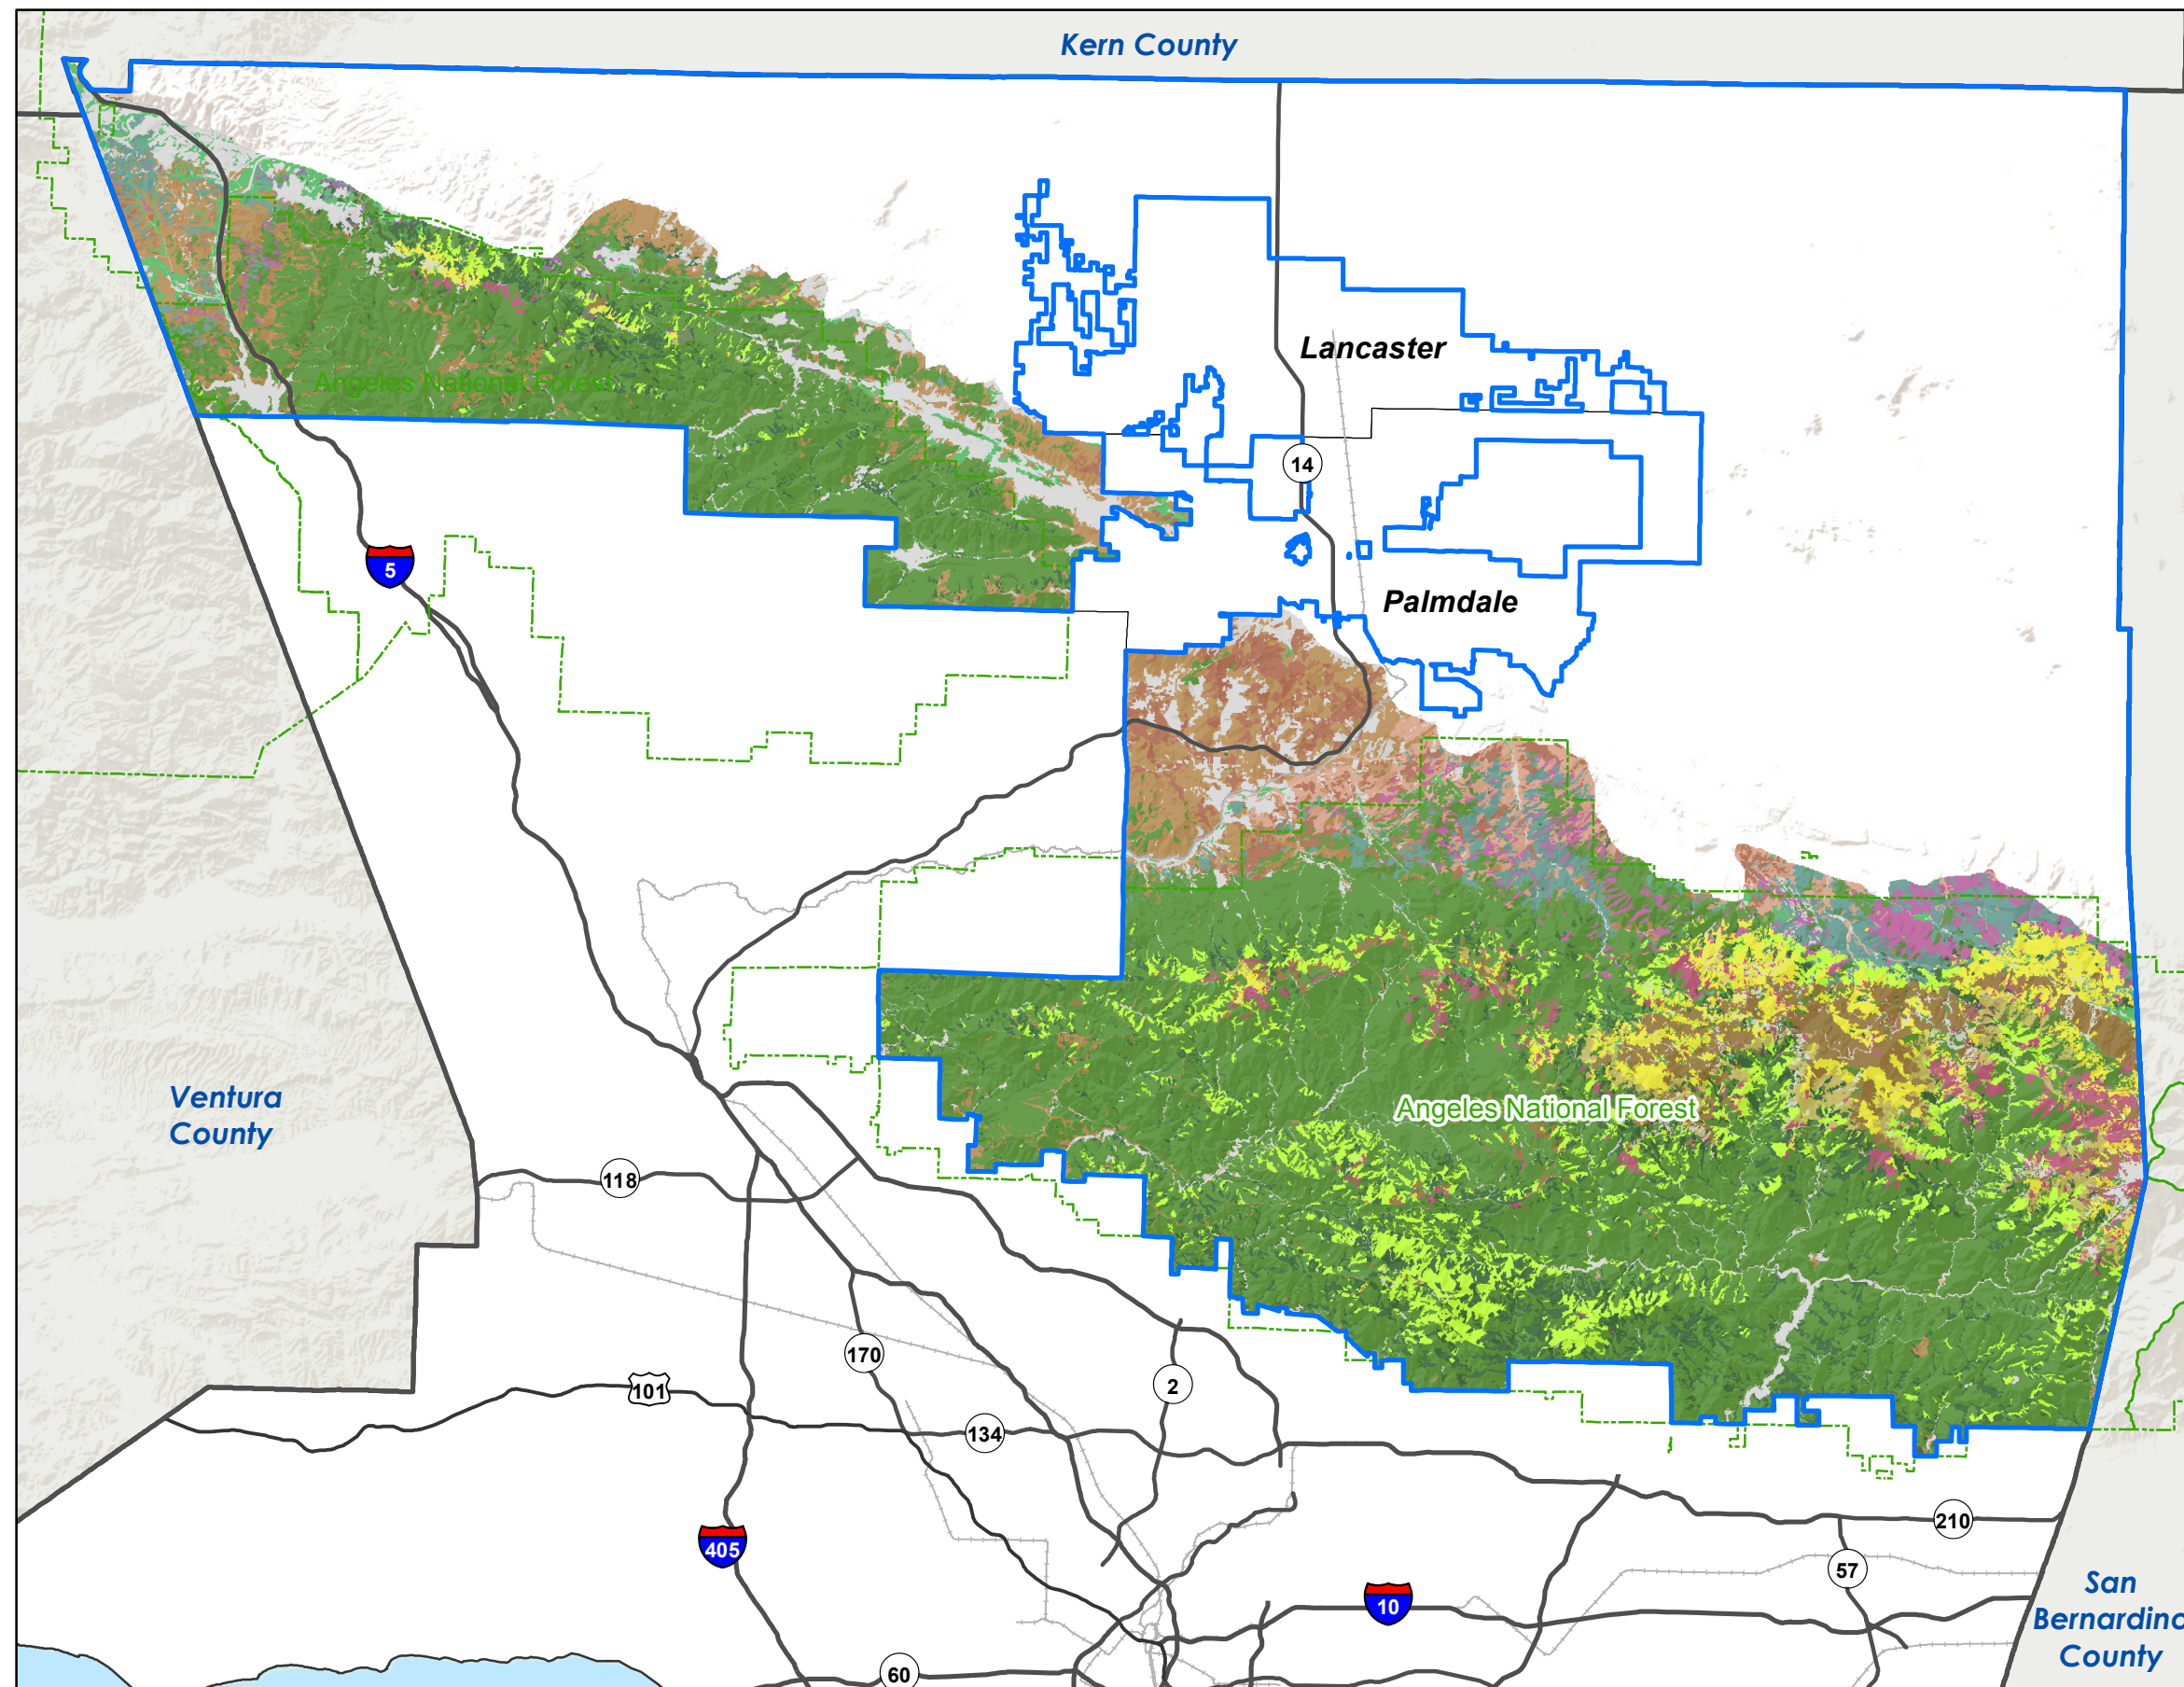 Kern County
Lancaster
Angeles National Forest
14
5
Palmdale
Ventura
County
Angeles National Forest
118
170
101
2
134
405
210
57
10
San
Bernardino
County
60